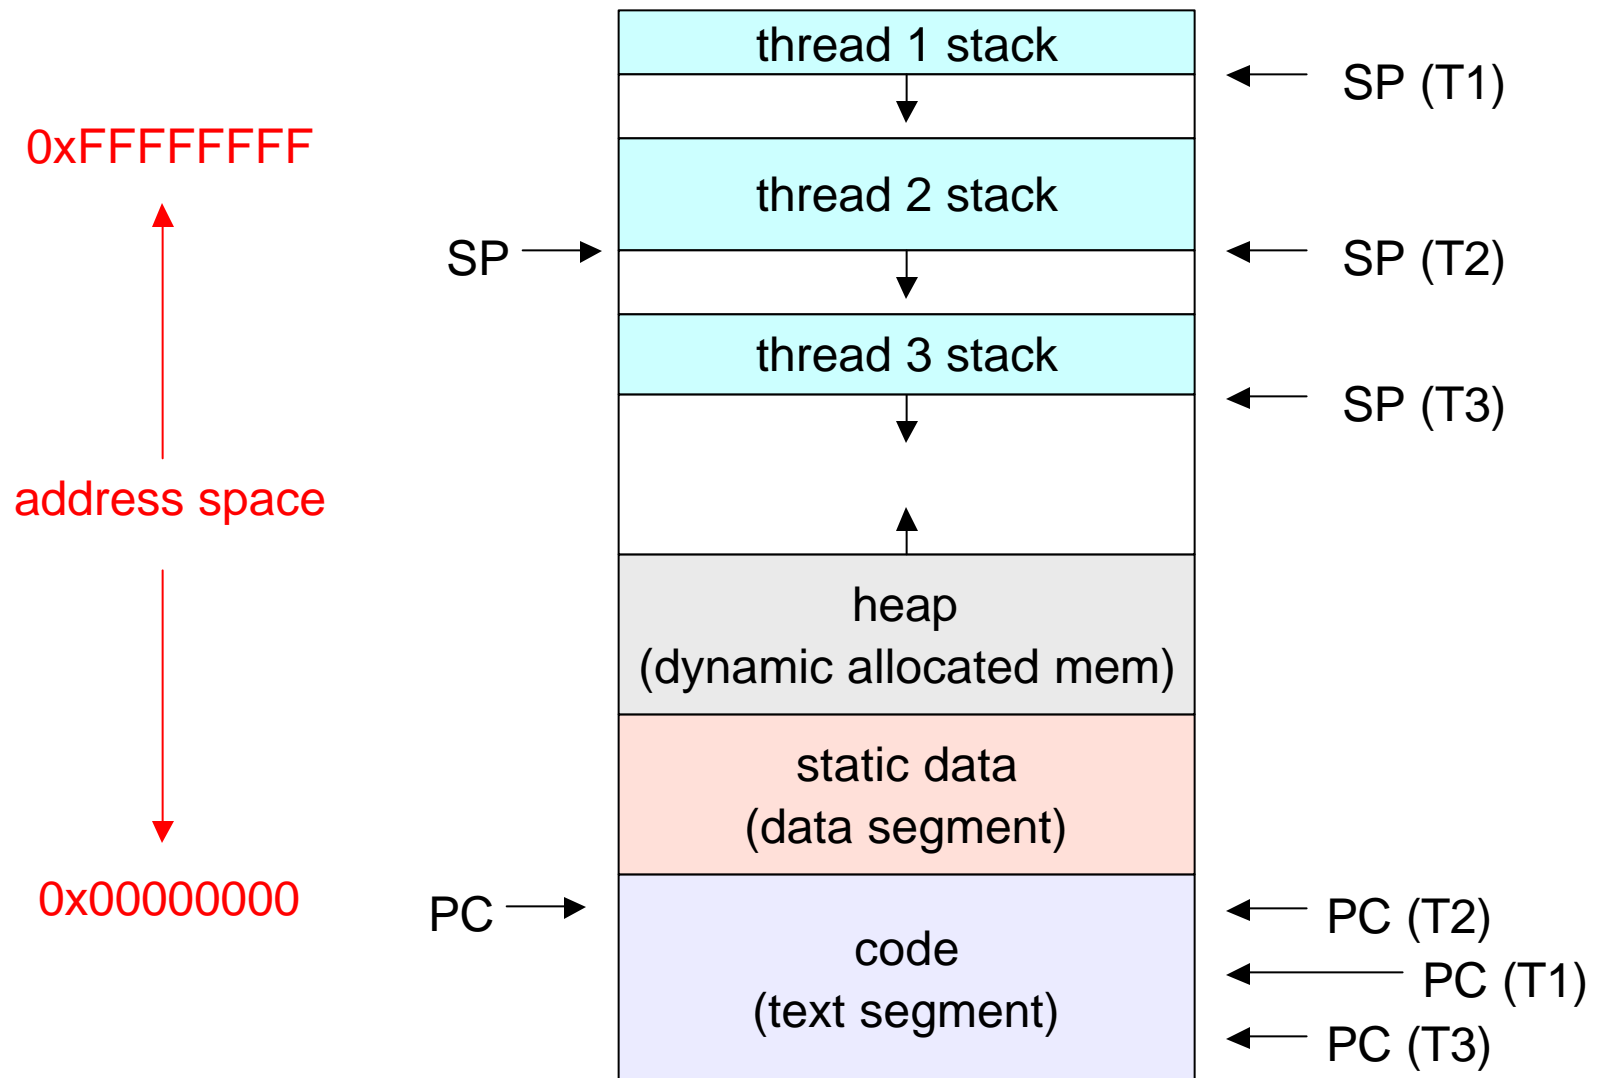 thread 1 stack
SP (T1)
0xFFFFFFFF
thread 2 stack
SP
SP (T2)
thread 3 stack
SP (T3)
address space
heap
(dynamic allocated mem)
static data
(data segment)
0x00000000
PC
PC (T2)
code
(text segment)
PC (T1)
PC (T3)